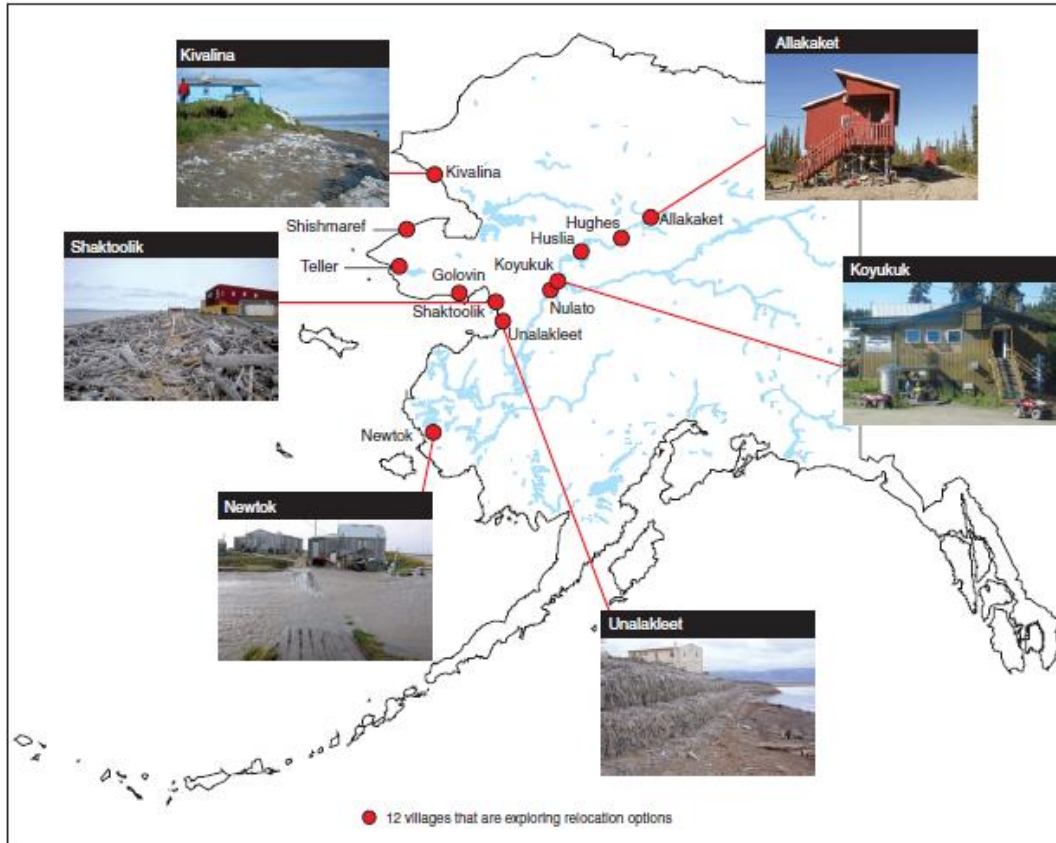 Kivalina
Allakaket
Kivalina
Shishmaref
Hughes
Allakaket
Huslia
Shaktoolik
Teller
Golovin
Koyukuk
Koyukuk
Shaktoolik
Nulato
Unalakleet
Newtok
Newtok
Unalakleet
12 villages that are exploring relocation options